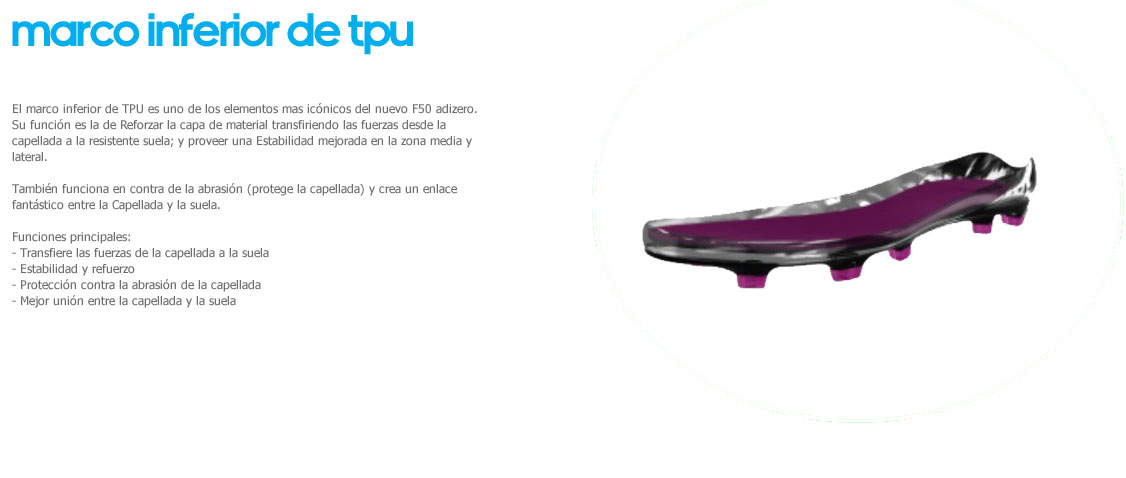 marco inferior de tpu
El marco inferior de TPU es uno de los elementos mas icónicos del nuevo F50 adizero.
Su función es la de Reforzar la capa de material transfiriendo las fuerzas desde la
capellada a la resistente suela; y proveer una Estabilidad mejorada en la zona media y
lateral.
También funciona en contra de la abrasión (protege la capellada) y crea un enlace
fantástico entre la Capellada y la suela.
Funciones principales:
- Transfiere las fuerzas de la capellada a la suela
- Estabilidad y refuerzo
- Protección contra la abrasión de la capellada
- Mejor unión entre la capellada y la suela